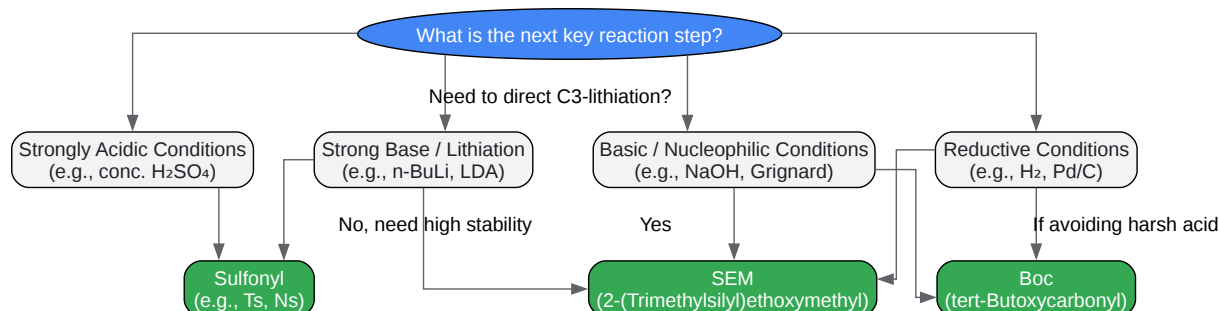 What is the next key reaction step?
Need to direct C3-lithiation?
Strongly Acidic Conditions
(e.g., conc. H₂SO₄)
Strong Base / Lithiation
(e.g., n-BuLi, LDA)
Basic / Nucleophilic Conditions
(e.g., NaOH, Grignard)
Reductive Conditions
(e.g., H₂, Pd/C)
No, need high stability
Yes
If avoiding harsh acid
Sulfonyl
(e.g., Ts, Ns)
SEM
(2-(Trimethylsilyl)ethoxymethyl)
Boc
(tert-Butoxycarbonyl)